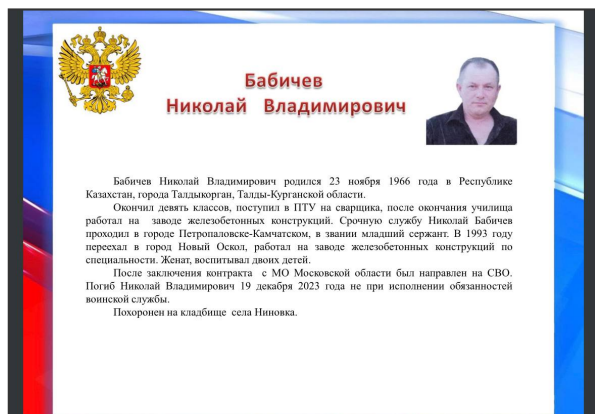 Бабичев
Николай Владимирович
Бабичев Николай Владимирович родился 23 ноября 1966 года в Республике
Казахстан, города Талдыкорган, Талды-Курганской области.
Окончил девять классов, поступил в ПТУ на сварщика, после окончания училища
работал на заводе железобетонных конструкций. Срочную службу Николай Бабичев
проходил в городе Петропаловске-Камчатском, в звании младший сержант. В 1993 году
переехал в город Новый Оскол, работал на заводе железобетонных конструкций по
специальности. Женат, воспитывал двоих детей.
После заключения контракта с МО Московской области был направлен на СВО.
Погиб Николай Владимирович 19 декабря 2023 года не при исполнении обязанностей
воинской службы.
Похоронен на кладбище села Ниновка.